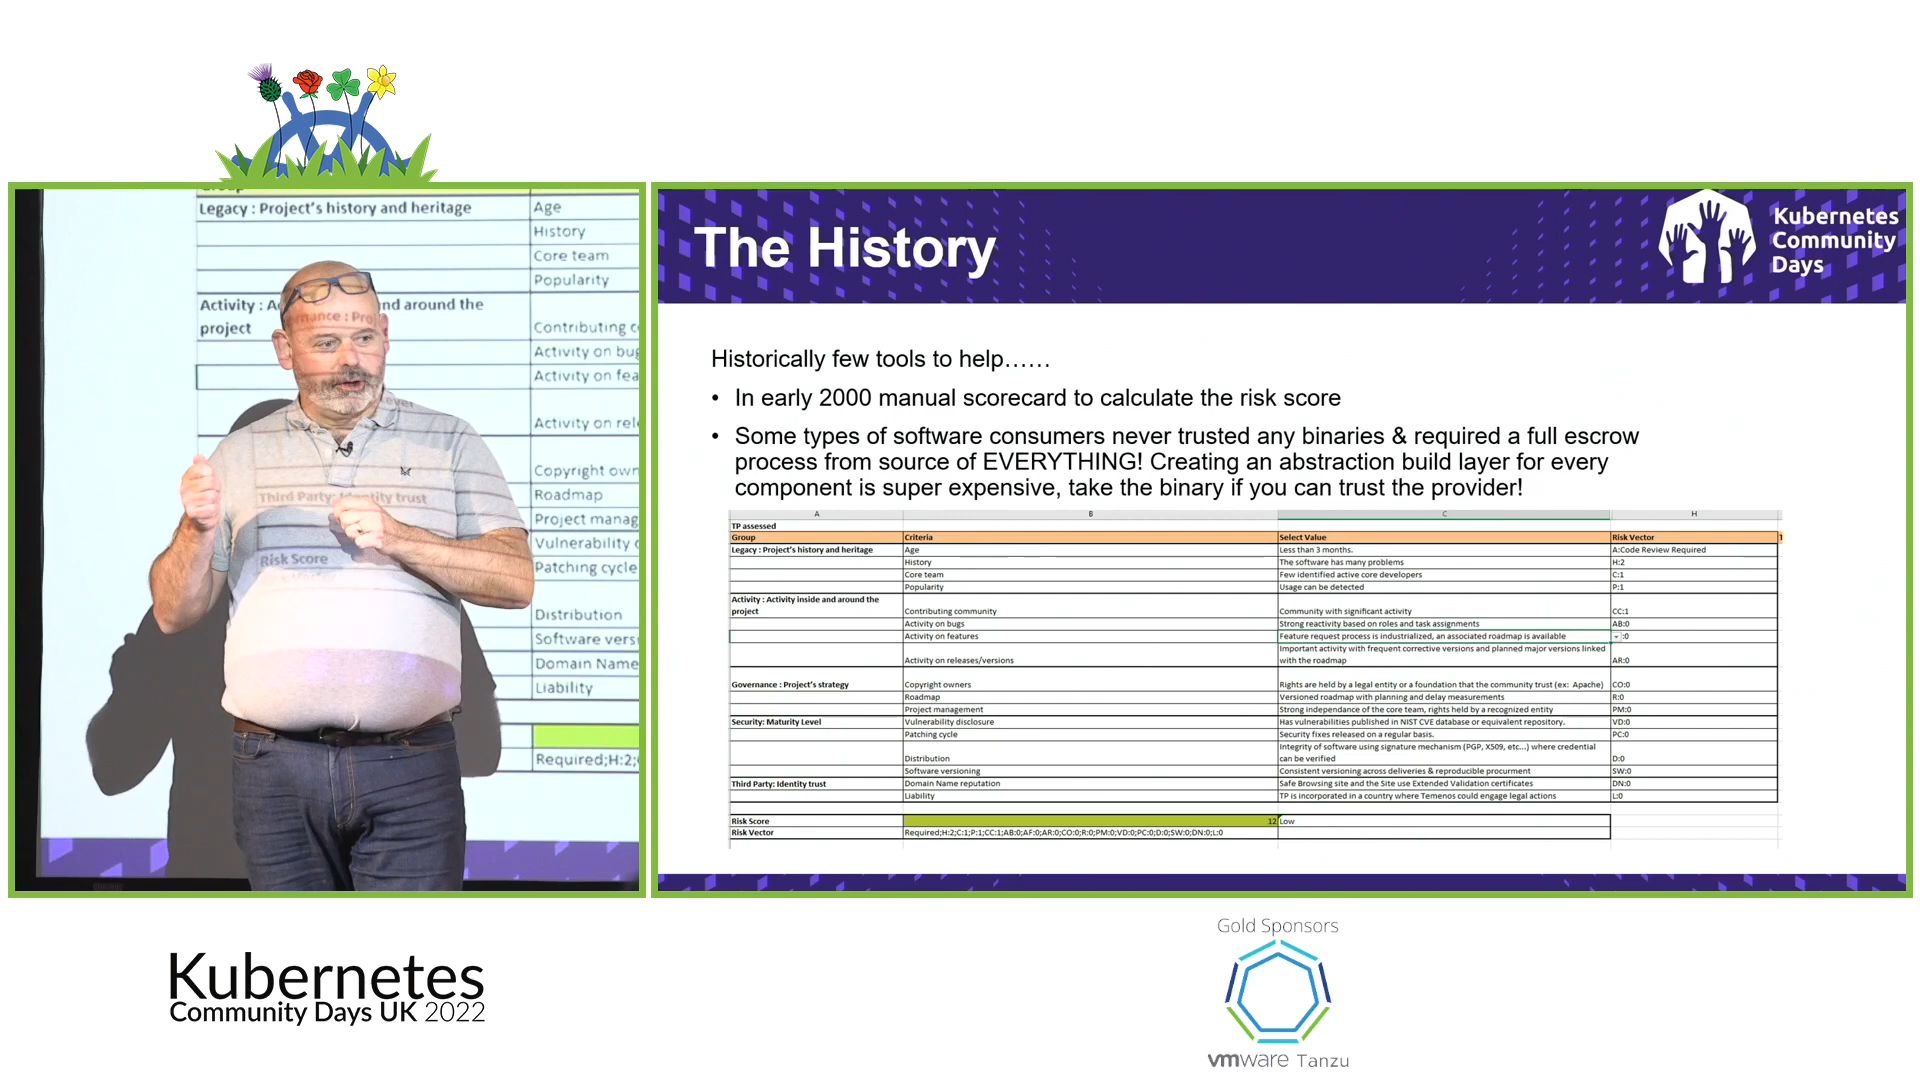 Group
Legacy : Project's history and heritage
Age
History
Core team
Popularity
nd around the
project
Contributing
Activity on bug
Activity on fea
Activity on rel
Copyright own
Third Party: Identity trust
Roadmap
Project manag
Vulnerability
Risk Score
Patching cycle
Distribution
Software vers
Domain Name
Liability
Required;H:2;
The History
Kubernetes
Community
Days
Historically few tools to help……
• In early 2000 manual scorecard to calculate the risk score
• Some types of software consumers never trusted any binaries & required a full escrow
process from source of EVERYTHING! Creating an abstraction build layer for every
component is super expensive, take the binary if you can trust the provider!
A B C H
TP assessed
Group Criteria Select Value Risk Vector 1
Legacy : Project's history and heritage Age Less than 3 months. A:Code Review Required
History The software has many problems H:2
Core team Few identified active core developers C:1
Popularity Usage can be detected P:1
Activity : Activity inside and around the
project Contributing community Community with significant activity CC:1
Activity on bugs Strong reactivity based on roles and task assignments AB:0
Activity on features Feature request process is industrialized, an associated roadmap is available :0
Important activity with frequent corrective versions and planned major versions linked
Activity on releases/versions with the roadmap AR:0
Governance : Project's strategy Copyright owners Rights are held by a legal entity or a foundation that the community trust (ex: Apache) CO:0
Roadmap Versioned roadmap with planning and delay measurements R:0
Project management Strong independance of the core team, rights held by a recognized entity PM:0
Security: Maturity Level Vulnerability disclosure Has vulnerabilities published in NIST CVE database or equivalent repository. VD:0
Patching cycle Security fixes released on a regular basis. PC:0
Integrity of software using signature mechanism (PGP, X509, etc...) where credential
Distribution can be verified D:0
Software versioning Consistent versioning across deliveries & reproducible procurment SW:0
Third Party: Identity trust Domain Name reputation Safe Browsing site and the Site use Extended Validation certificates DN:0
Liability TP is incorporated in a country where Temenos could engage legal actions L:0
Risk Score 12 Low
Risk Vector Required;H:2;C:1;P:1;CC:1;AB:0;AF:0;AR:0;CO:0;R:0;PM:0;VD:0;PC:0;D:0;SW:0;DN:0;L:0
Kubernetes
Community Days UK 2022
Gold Sponsors
vmware Tanzu